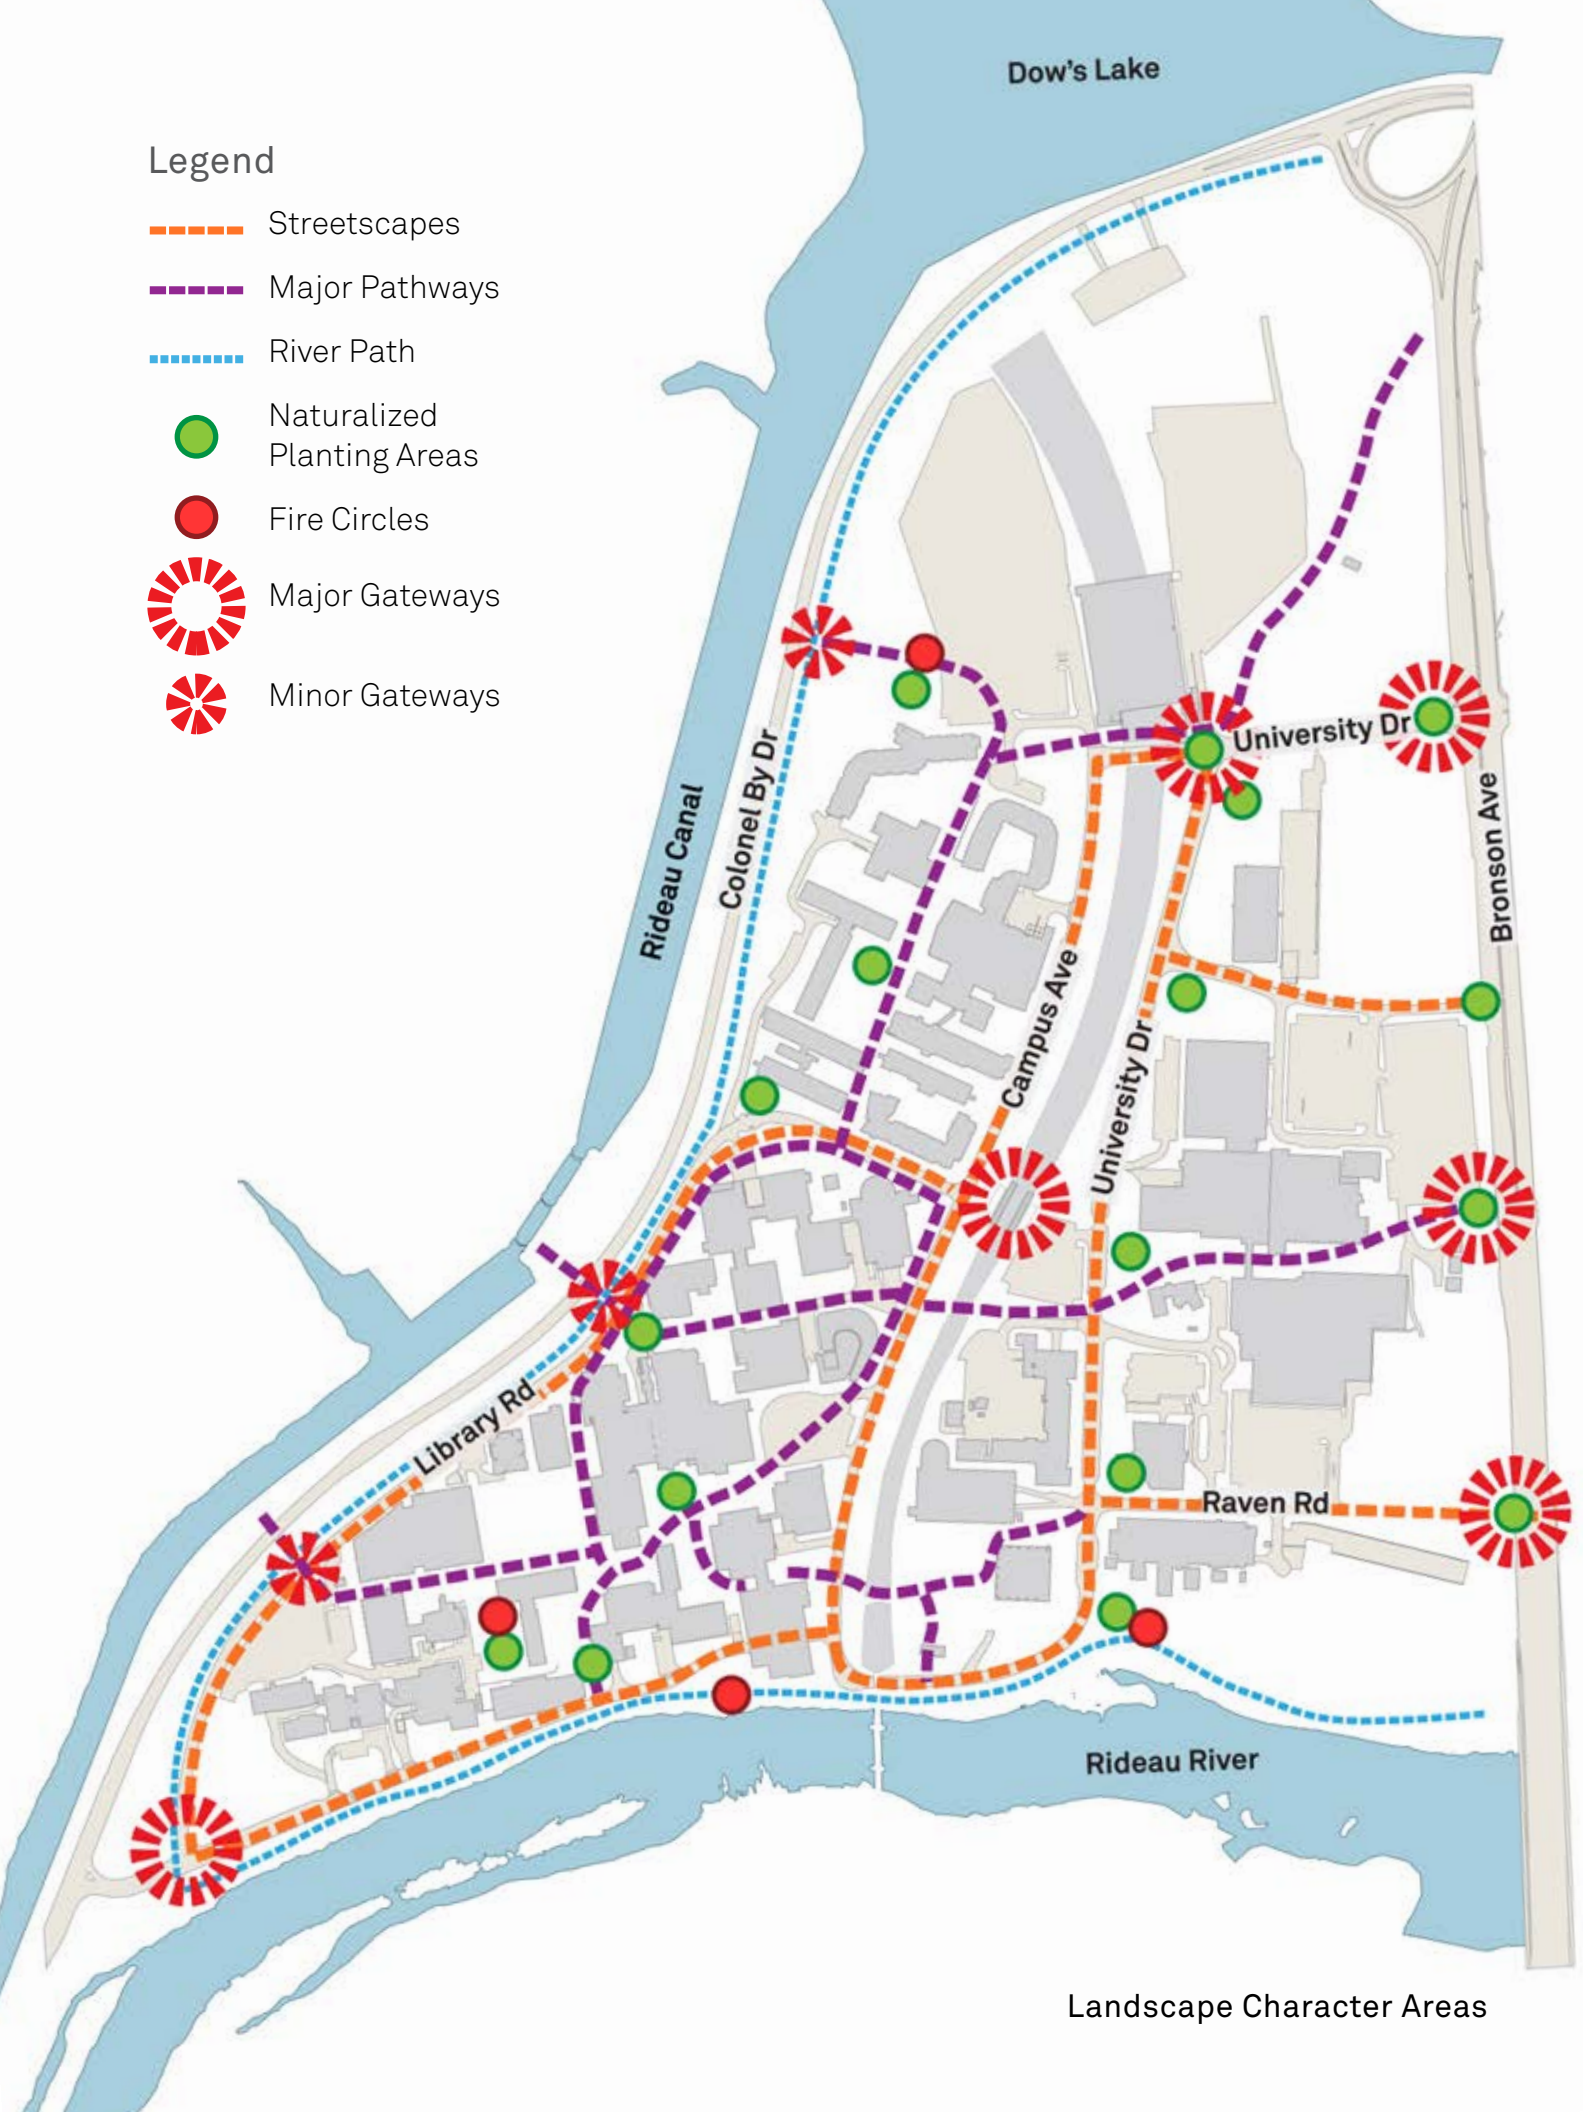 Dow's Lake
Legend
Streetscapes
Major Pathways
River Path
Naturalized
Planting Areas
Fire Circles
Major Gateways
Minor Gateways
University Dr
Colonel By Dr
Rideau Canal
Bronson Ave
Campus Ave
University Dr
Library Rd
Raven Rd
Rideau River
Landscape Character Areas